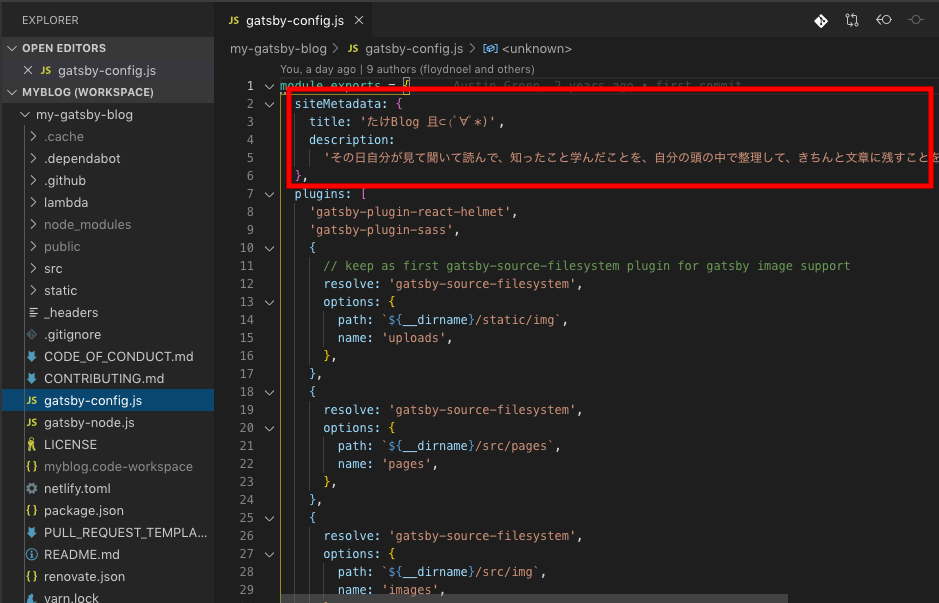 EXPLORER
JS gatsby-config.js ×
OPEN EDITORS
× JS gatsby-config.js
MYBLOG (WORKSPACE)
my-gatsby-blog
.cache
.dependabot
.github
lambda
node_modules
public
src
static
_headers
.gitignore
CODE_OF_CONDUCT.md
CONTRIBUTING.md
JS gatsby-config.js
JS gatsby-node.js
LICENSE
{} myblog.code-workspace
netlify.toml
{} package.json
PULL_REQUEST_TEMPLA...
README.md
{} renovate.json
yarn.lock
my-gatsby-blog > JS gatsby-config.js > <unknown>
You, a day ago | 9 authors (floydnoel and others)
1 module.exports = { Austin Green, 2 years ago • first commit
2 siteMetadata: {
3 title: 'たけBlog 且⊂(ﾟ∀ﾟ*)',
4 description:
5 'その日自分が見て聞いて読んで、知ったこと学んだことを、自分の頭の中で整理して、きちんと文章に残すことを
6 },
7 plugins: [
8 'gatsby-plugin-react-helmet',
9 'gatsby-plugin-sass',
10 {
11 // keep as first gatsby-source-filesystem plugin for gatsby image support
12 resolve: 'gatsby-source-filesystem',
13 options: {
14 path: `${__dirname}/static/img`,
15 name: 'uploads',
16 },
17 },
18 {
19 resolve: 'gatsby-source-filesystem',
20 options: {
21 path: `${__dirname}/src/pages`,
22 name: 'pages',
23 },
24 },
25 {
26 resolve: 'gatsby-source-filesystem',
27 options: {
28 path: `${__dirname}/src/img`,
29 name: 'images',